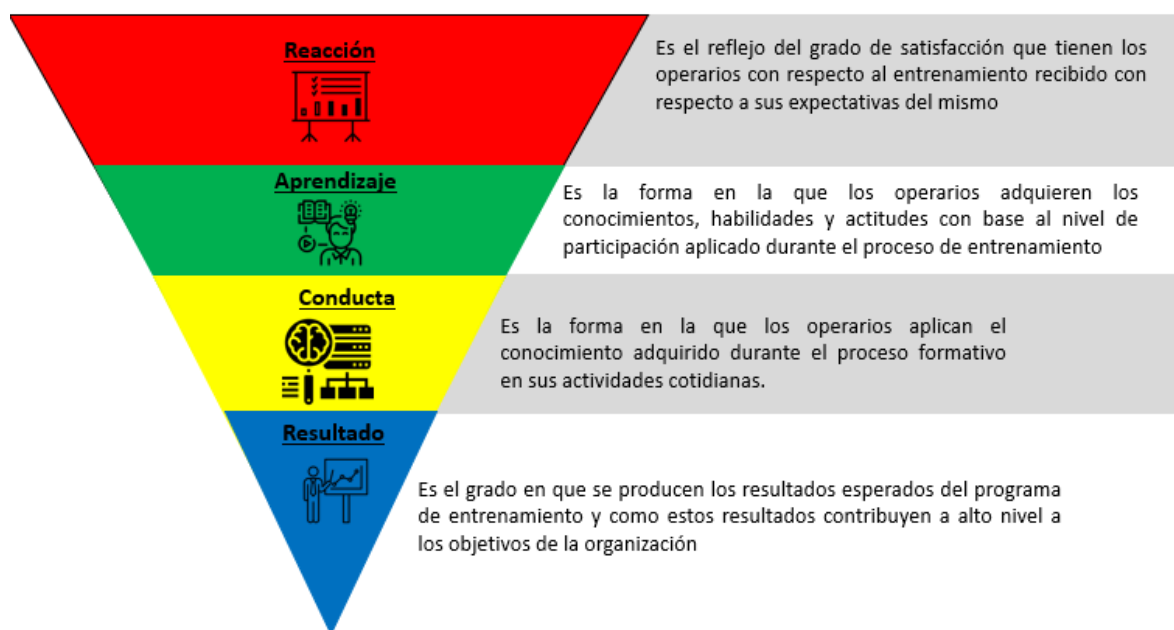 Reacción
Es el reflejo del grado de satisfacción que tienen los
operarios con respecto al entrenamiento recibido con
respecto a sus expectativas del mismo
Aprendizaje
Es la forma en la que los operarios adquieren los
conocimientos, habilidades y actitudes con base al nivel de
participación aplicado durante el proceso de entrenamiento
Conducta
Es la forma en la que los operarios aplican el
conocimiento adquirido durante el proceso formativo
en sus actividades cotidianas.
Resultado
Es el grado en que se producen los resultados esperados del programa
de entrenamiento y como estos resultados contribuyen a alto nivel a
los objetivos de la organización